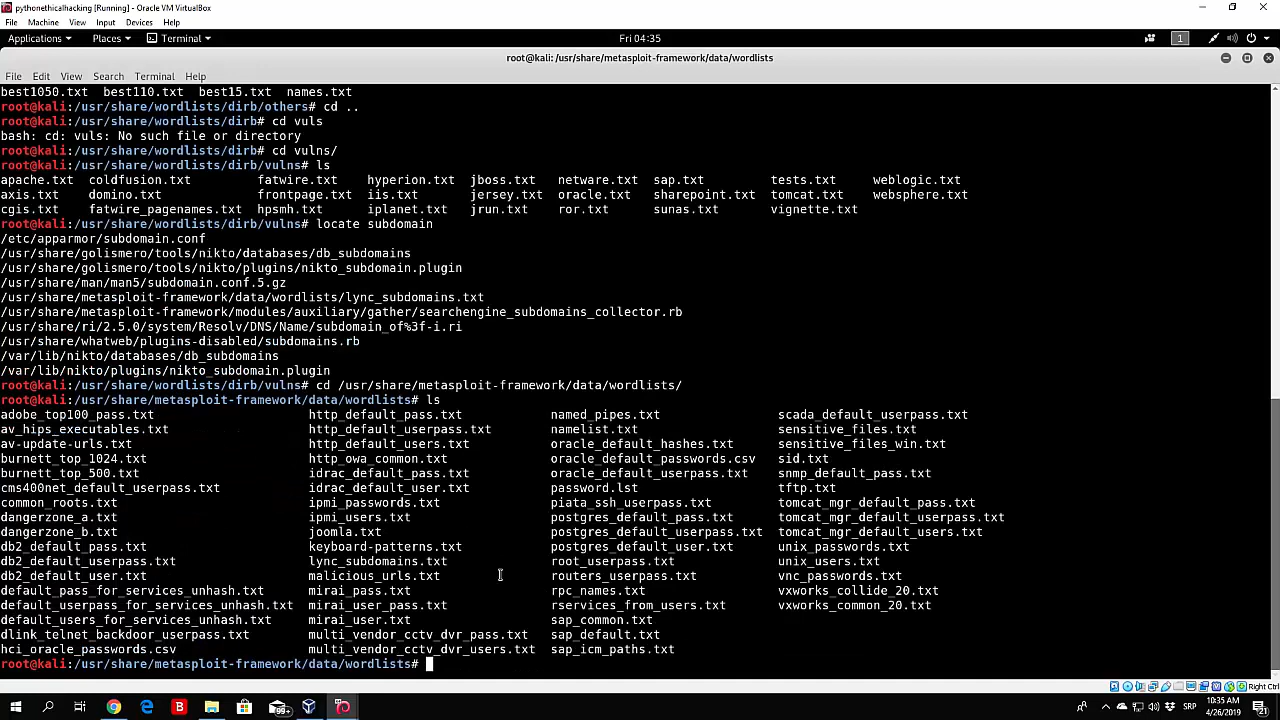 pythonethicalhacking [Running] - Oracle VM VirtualBox
File Machine View Input Devices Help
Applications Places Terminal Fri 04:35 1
root@kali: /usr/share/metasploit-framework/data/wordlists
File Edit View Search Terminal Help
best1050.txt best110.txt best15.txt names.txt
root@kali:/usr/share/wordlists/dirb/others# cd ..
root@kali:/usr/share/wordlists/dirb# cd vuls
bash: cd: vuls: No such file or directory
root@kali:/usr/share/wordlists/dirb# cd vulns/
root@kali:/usr/share/wordlists/dirb/vulns# ls
apache.txt coldfusion.txt fatwire.txt hyperion.txt jboss.txt netware.txt sap.txt tests.txt weblogic.txt
axis.txt domino.txt frontpage.txt iis.txt jersey.txt oracle.txt sharepoint.txt tomcat.txt websphere.txt
cgis.txt fatwire_pagenames.txt hpsmh.txt iplanet.txt jrun.txt ror.txt sunas.txt vignette.txt
root@kali:/usr/share/wordlists/dirb/vulns# locate subdomain
/etc/apparmor/subdomain.conf
/usr/share/golismero/tools/nikto/databases/db_subdomains
/usr/share/golismero/tools/nikto/plugins/nikto_subdomain.plugin
/usr/share/man/man5/subdomain.conf.5.gz
/usr/share/metasploit-framework/data/wordlists/lync_subdomains.txt
/usr/share/metasploit-framework/modules/auxiliary/gather/searchengine_subdomains_collector.rb
/usr/share/ri/2.5.0/system/Resolv/DNS/Name/subdomain_of%3f-i.ri
/usr/share/whatweb/plugins-disabled/subdomains.rb
/var/lib/nikto/databases/db_subdomains
/var/lib/nikto/plugins/nikto_subdomain.plugin
root@kali:/usr/share/wordlists/dirb/vulns# cd /usr/share/metasploit-framework/data/wordlists/
root@kali:/usr/share/metasploit-framework/data/wordlists# ls
adobe_top100_pass.txt http_default_pass.txt named_pipes.txt scada_default_userpass.txt
av_hips_executables.txt http_default_userpass.txt namelist.txt sensitive_files.txt
av-update-urls.txt http_default_users.txt oracle_default_hashes.txt sensitive_files_win.txt
burnett_top_1024.txt http_owa_common.txt oracle_default_passwords.csv sid.txt
burnett_top_500.txt idrac_default_pass.txt oracle_default_userpass.txt snmp_default_pass.txt
cms400net_default_userpass.txt idrac_default_user.txt password.lst tftp.txt
common_roots.txt ipmi_passwords.txt piata_ssh_userpass.txt tomcat_mgr_default_pass.txt
dangerzone_a.txt ipmi_users.txt postgres_default_pass.txt tomcat_mgr_default_userpass.txt
dangerzone_b.txt joomla.txt postgres_default_userpass.txt tomcat_mgr_default_users.txt
db2_default_pass.txt keyboard-patterns.txt postgres_default_user.txt unix_passwords.txt
db2_default_userpass.txt lync_subdomains.txt root_userpass.txt unix_users.txt
db2_default_user.txt malicious_urls.txt routers_userpass.txt vnc_passwords.txt
default_pass_for_services_unhash.txt mirai_pass.txt rpc_names.txt vxworks_collide_20.txt
default_userpass_for_services_unhash.txt mirai_user_pass.txt rservices_from_users.txt vxworks_common_20.txt
default_users_for_services_unhash.txt mirai_user.txt sap_common.txt
dlink_telnet_backdoor_userpass.txt multi_vendor_cctv_dvr_pass.txt sap_default.txt
hci_oracle_passwords.csv multi_vendor_cctv_dvr_users.txt sap_icm_paths.txt
root@kali:/usr/share/metasploit-framework/data/wordlists#
Right Ctrl
B 99+ SRP 10:35 AM 21
4/26/2019